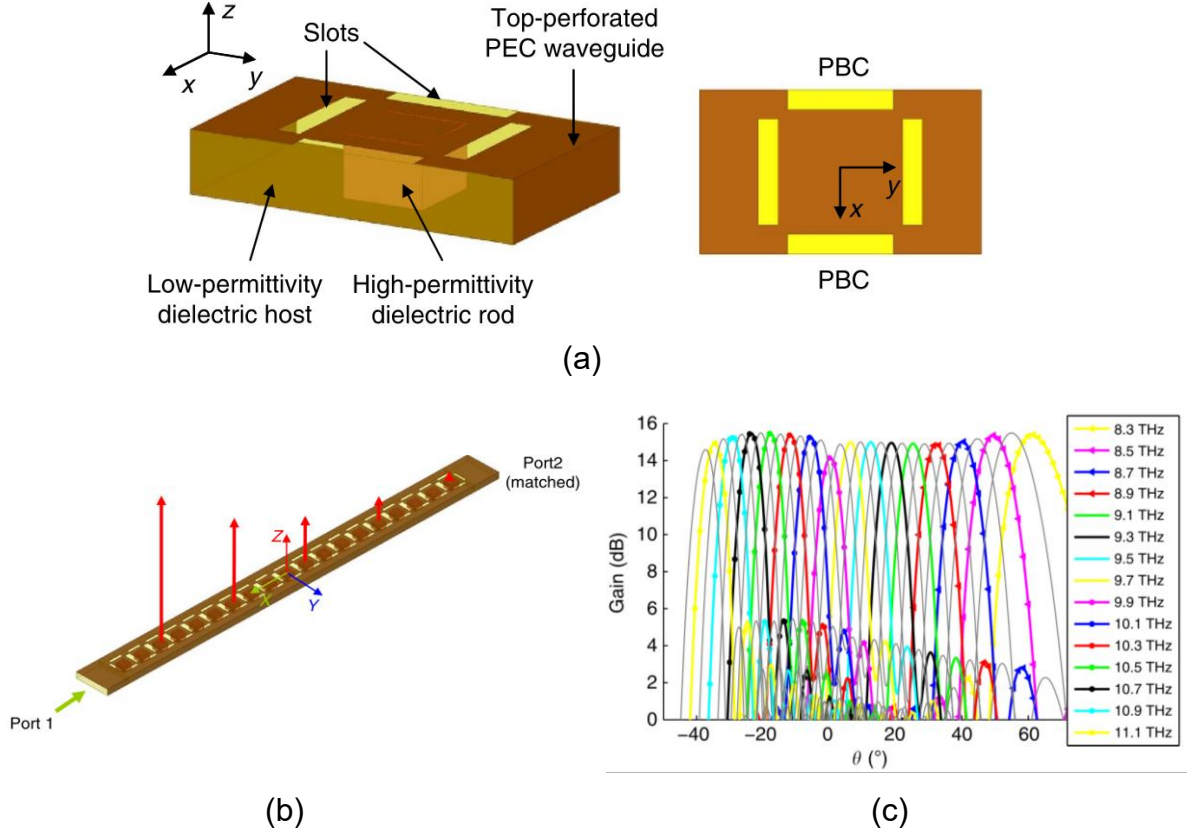 z
x
y
Slots
Top-perforated
PEC waveguide
Low-permittivity
dielectric host
High-permittivity
dielectric rod
PBC
y
x
PBC
(a)
Port2
(matched)
Z
X
Y
Port 1
(b)
Gain (dB)
16
14
12
10
8
6
4
2
0
−40
−20
0
20
40
60
θ (°)
8.3 THz
8.5 THz
8.7 THz
8.9 THz
9.1 THz
9.3 THz
9.5 THz
9.7 THz
9.9 THz
10.1 THz
10.3 THz
10.5 THz
10.7 THz
10.9 THz
11.1 THz
(c)